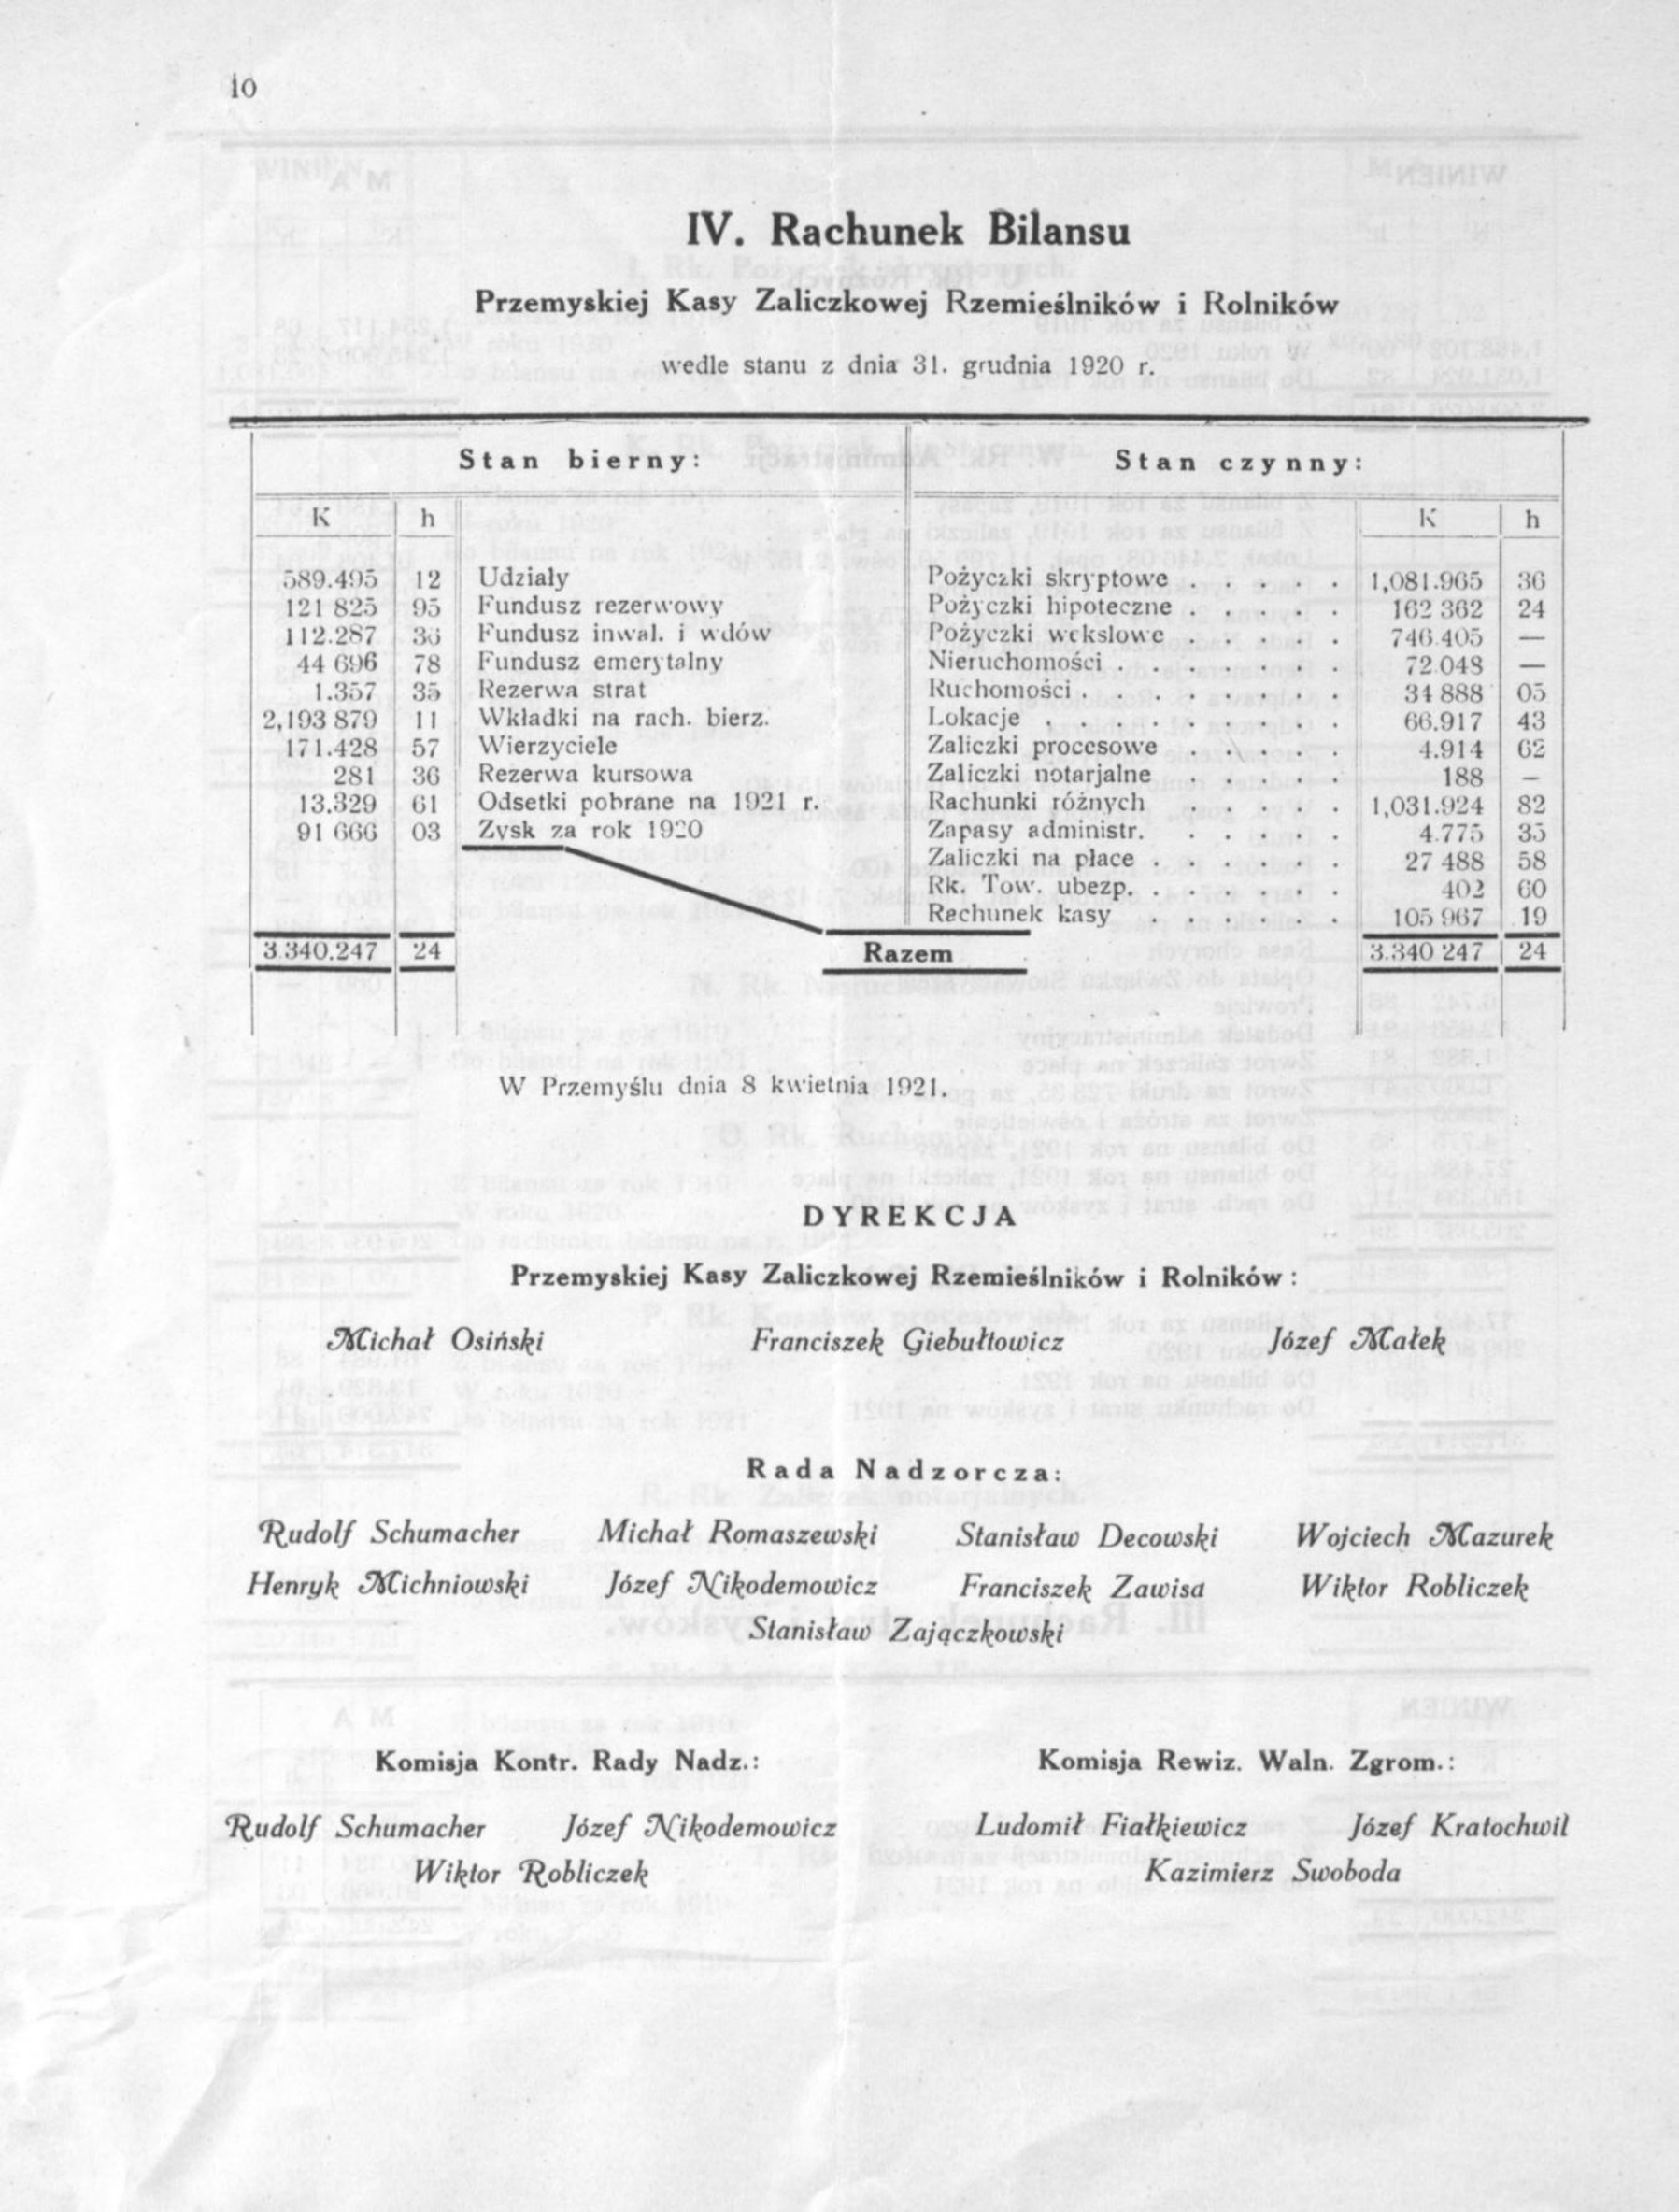 10
IV. Rachunek Bilansu
Przemyskiej Kasy Zaliczkowej Rzemieślników i Rolników
wedle stanu z dnia 31. grudnia 1920 r.
Stan bierny: Stan czynny:
K h K h
589.495 12 Udziały Pożyczki skryptowe . . . . . 1,081.965 36
121 825 95 Fundusz rezerwowy Pożyczki hipoteczne . . . . . 162 362 24
112.287 36 Fundusz inwal. i wdów Pożyczki wekslowe . . . . . 746.405 —
44 696 78 Fundusz emerytalny Nieruchomości . . . . . . . 72.048 —
1.357 35 Rezerwa strat Ruchomości . . . . . . . . 34 888 05
2,193 879 11 Wkładki na rach. bierz. Lokacje . . . . . . . . . 66.917 43
171.428 57 Wierzyciele Zaliczki procesowe . . . . . 4.914 62
281 36 Rezerwa kursowa Zaliczki notarjalne . . . . . 188 —
13.329 61 Odsetki pobrane na 1921 r. Rachunki różnych . . . . . 1,031.924 82
91 666 03 Zysk za rok 1920 Zapasy administr. . . . . . 4.775 35
Zaliczki na płace . . . . . . 27 488 58
Rk. Tow. ubezp. . . . . . . 402 60
Rachunek kasy . . . . . . 105 967 19
3.340.247 24 Razem 3.340 247 24
W Przemyślu dnia 8 kwietnia 1921.
DYREKCJA
Przemyskiej Kasy Zaliczkowej Rzemieślników i Rolników:
Michał Osiński Franciszek Giebułtowicz Józef Małek
Rada Nadzorcza:
Rudolf Schumacher Michał Romaszewski Stanisław Decowski Wojciech Mazurek
Henryk Michniowski Józef Nikodemowicz Franciszek Zawisa Wiktor Robliczek
Stanisław Zajączkowski
Komisja Kontr. Rady Nadz.: Komisja Rewiz. Waln. Zgrom.:
Rudolf Schumacher Józef Nikodemowicz Ludomił Fiałkiewicz Józef Kratochwil
Wiktor Robliczek Kazimierz Swoboda